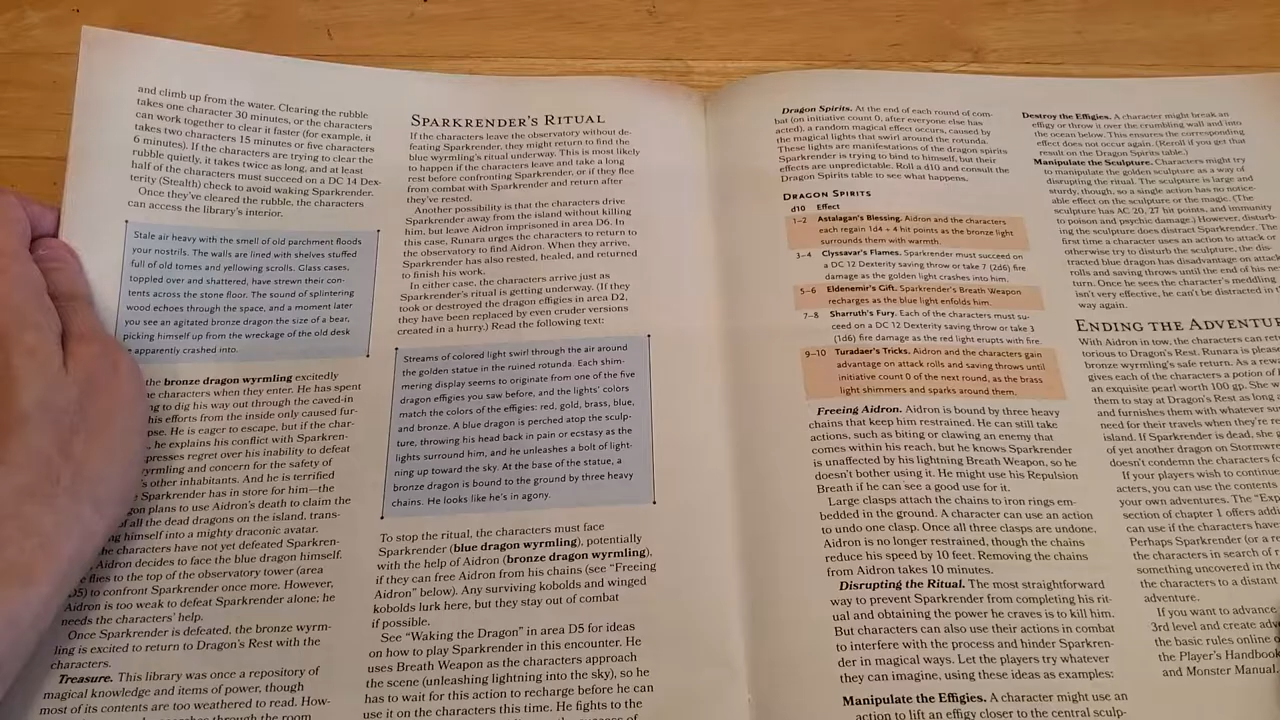 and climb up from the water. Clearing the rubble
takes one character 30 minutes, or the characters
can work together to clear it faster (for example, it
takes two characters 15 minutes or five characters
6 minutes). If the characters are trying to clear the
rubble quietly, it takes twice as long, and at least
half of the characters must succeed on a DC 14 Dex-
terity (Stealth) check to avoid waking Sparkrender.
Once they've cleared the rubble, the characters
can access the library's interior.
Stale air heavy with the smell of old parchment floods
your nostrils. The walls are lined with shelves stuffed
full of old tomes and yellowing scrolls. Glass cases,
toppled over and shattered, have strewn their con-
tents across the stone floor. The sound of splintering
wood echoes through the space, and a moment later
you see an agitated bronze dragon the size of a bear,
picking himself up from the wreckage of the old desk
apparently crashed into.
the bronze dragon wyrmling excitedly
he characters when they enter. He has spent
ng to dig his way out through the caved-in
his efforts from the inside only caused fur-
pse. He is eager to escape, but if the char-
he explains his conflict with Sparkren-
presses regret over his inability to defeat
yrmling and concern for the safety of
s other inhabitants. And he is terrified
Sparkrender has in store for him—the
gon plans to use Aidron's death to claim the
of all the dead dragons on the island, trans-
ng himself into a mighty draconic avatar.
he characters have not yet defeated Sparkren-
Aidron decides to face the blue dragon himself.
flies to the top of the observatory tower (area
D5) to confront Sparkrender once more. However,
Aidron is too weak to defeat Sparkrender alone; he
needs the characters' help.
Once Sparkrender is defeated, the bronze wyrm-
ling is excited to return to Dragon's Rest with the
characters.
Treasure. This library was once a repository of
magical knowledge and items of power, though
most of its contents are too weathered to read. How-
through the room
SPARKRENDER'S RITUAL
If the characters leave the observatory without de-
feating Sparkrender, they might return to find the
blue wyrmling's ritual underway. This is most likely
to happen if the characters leave and take a long
rest before confronting Sparkrender, or if they flee
from combat with Sparkrender and return after
they've rested.
Another possibility is that the characters drive
Sparkrender away from the island without killing
him, but leave Aidron imprisoned in area D6. In
this case, Runara urges the characters to return to
the observatory to find Aidron. When they arrive,
Sparkrender has also rested, healed, and returned
to finish his work.
In either case, the characters arrive just as
Sparkrender's ritual is getting underway. (If they
took or destroyed the dragon effigies in area D2,
they have been replaced by even cruder versions
created in a hurry.) Read the following text:
Streams of colored light swirl through the air around
the golden statue in the ruined rotunda. Each shim-
mering display seems to originate from one of the five
dragon effigies you saw before, and the lights' colors
match the colors of the effigies: red, gold, brass, blue,
and bronze. A blue dragon is perched atop the sculp-
ture, throwing his head back in pain or ecstasy as the
lights surround him, and he unleashes a bolt of light-
ning up toward the sky. At the base of the statue, a
bronze dragon is bound to the ground by three heavy
chains. He looks like he's in agony.
To stop the ritual, the characters must face
Sparkrender (blue dragon wyrmling), potentially
with the help of Aidron (bronze dragon wyrmling),
if they can free Aidron from his chains (see “Freeing
Aidron” below). Any surviving kobolds and winged
kobolds lurk here, but they stay out of combat
if possible.
See “Waking the Dragon” in area D5 for ideas
on how to play Sparkrender in this encounter. He
uses Breath Weapon as the characters approach
the scene (unleashing lightning into the sky), so he
has to wait for this action to recharge before he can
use it on the characters this time. He fights to the
Dragon Spirits. At the end of each round of com-
bat (on initiative count 0, after everyone else has
acted), a random magical effect occurs, caused by
the magical lights that swirl around the rotunda.
These lights are manifestations of the dragon spirits
Sparkrender is trying to bind to himself, but their
effects are unpredictable. Roll a d10 and consult the
Dragon Spirits table to see what happens.
DRAGON SPIRITS
d10 Effect
1–2 Astalagan's Blessing. Aidron and the characters
each regain 1d4 + 4 hit points as the bronze light
surrounds them with warmth.
3–4 Clyssavar's Flames. Sparkrender must succeed on
a DC 12 Dexterity saving throw or take 7 (2d6) fire
damage as the golden light crashes into him.
5–6 Eldenemir's Gift. Sparkrender's Breath Weapon
recharges as the blue light enfolds him.
7–8 Sharruth's Fury. Each of the characters must suc-
ceed on a DC 12 Dexterity saving throw or take 3
(1d6) fire damage as the red light erupts with fire.
9–10 Turadaer's Tricks. Aidron and the characters gain
advantage on attack rolls and saving throws until
initiative count 0 of the next round, as the brass
light shimmers and sparks around them.
Freeing Aidron. Aidron is bound by three heavy
chains that keep him restrained. He can still take
actions, such as biting or clawing an enemy that
comes within his reach, but he knows Sparkrender
is unaffected by his lightning Breath Weapon, so he
doesn't bother using it. He might use his Repulsion
Breath if he can see a good use for it.
Large clasps attach the chains to iron rings em-
bedded in the ground. A character can use an action
to undo one clasp. Once all three clasps are undone,
Aidron is no longer restrained, though the chains
reduce his speed by 10 feet. Removing the chains
from Aidron takes 10 minutes.
Disrupting the Ritual. The most straightforward
way to prevent Sparkrender from completing his rit-
ual and obtaining the power he craves is to kill him.
But characters can also use their actions in combat
to interfere with the process and hinder Sparkren-
der in magical ways. Let the players try whatever
they can imagine, using these ideas as examples:
Manipulate the Effigies. A character might use an
action to lift an effigy closer to the central sculp-
Destroy the Effigies. A character might break an
effigy or throw it over the crumbling wall and into
the ocean below. This ensures the corresponding
effect does not occur again. (Reroll if you get that
result on the Dragon Spirits table.)
Manipulate the Sculpture. Characters might try
to manipulate the golden sculpture as a way of
disrupting the ritual. The sculpture is large and
sturdy, though, so a single action has no notice-
able effect on the sculpture or the magic. (The
sculpture has AC 20, 27 hit points, and immunity
to poison and psychic damage.) However, disturb-
ing the sculpture does distract Sparkrender. The
first time a character uses an action to attack or
otherwise try to disturb the sculpture, the dis-
tracted blue dragon has disadvantage on attack
rolls and saving throws until the end of his ne
turn. Once he sees the characters' meddling
isn't very effective, he can't be distracted in t
way again.
ENDING THE ADVENTU
With Aidron in tow, the characters can ret
torious to Dragon's Rest. Runara is please
bronze wyrmling's safe return. As a rew
gives each of the characters a potion of
an exquisite pearl worth 100 gp. She w
them to stay at Dragon's Rest as long
and furnishes them with whatever su
need for their travels when they're re
island. If Sparkrender is dead, she g
of yet another dragon on Stormwre
doesn't condemn the characters fo
If your players wish to continue
acters, you can use the contents
your own adventures. The “Exp
section of chapter 1 offers addi
can use if the characters have
Perhaps Sparkrender (or a re
the characters in search of r
something uncovered in the
the characters to a distant
adventure.
If you want to advance
3rd level and create adve
the basic rules online o
the Player's Handbook
and Monster Manual.